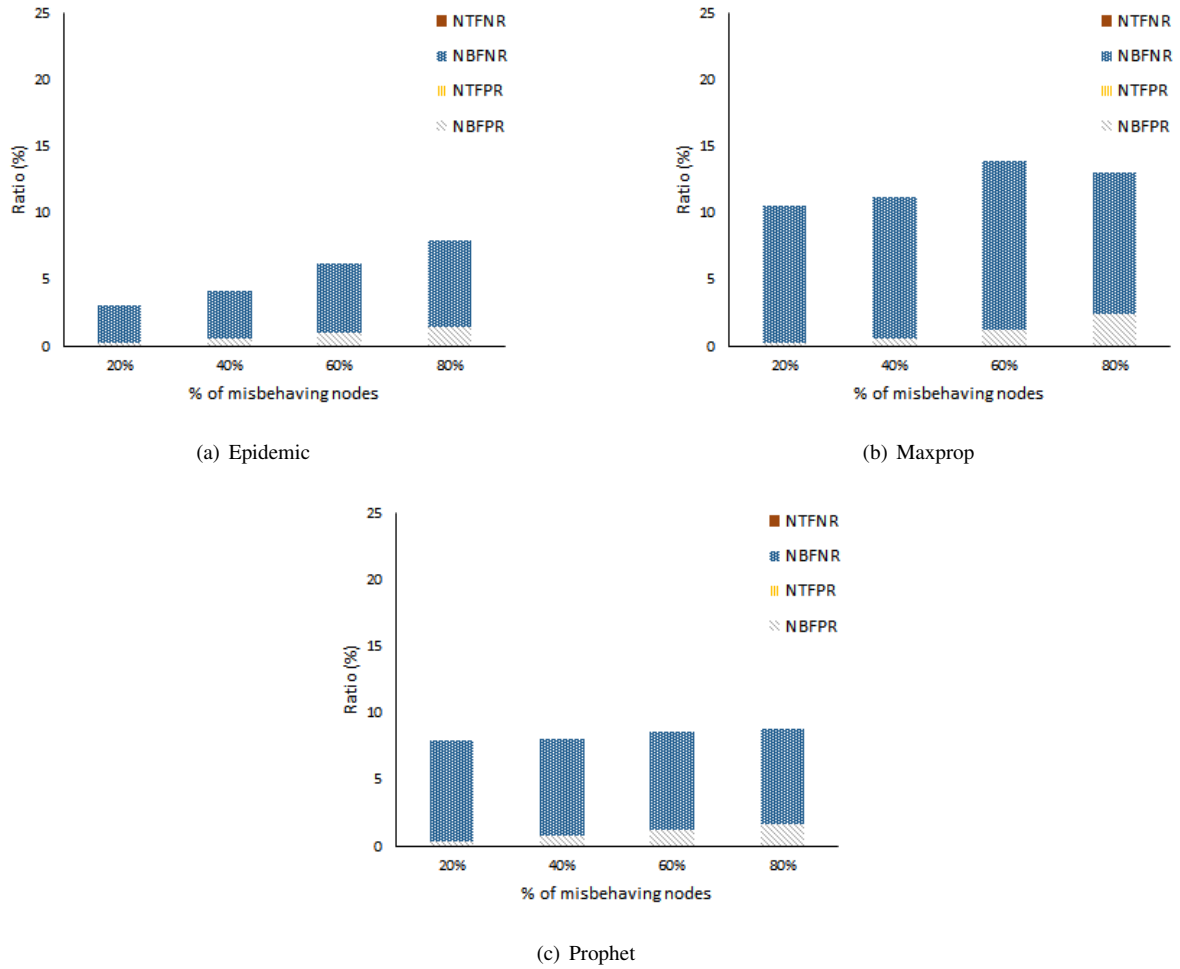 25
20
15
10
5
0
Ratio (%)
NTFNR
NBFNR
NTFPR
NBFPR
20% 40% 60% 80%
% of misbehaving nodes
(a) Epidemic
25
20
15
10
5
0
Ratio (%)
NTFNR
NBFNR
NTFPR
NBFPR
20% 40% 60% 80%
% of misbehaving nodes
(b) Maxprop
25
20
15
10
5
0
Ratio (%)
NTFNR
NBFNR
NTFPR
NBFPR
20% 40% 60% 80%
% of misbehaving nodes
(c) Prophet